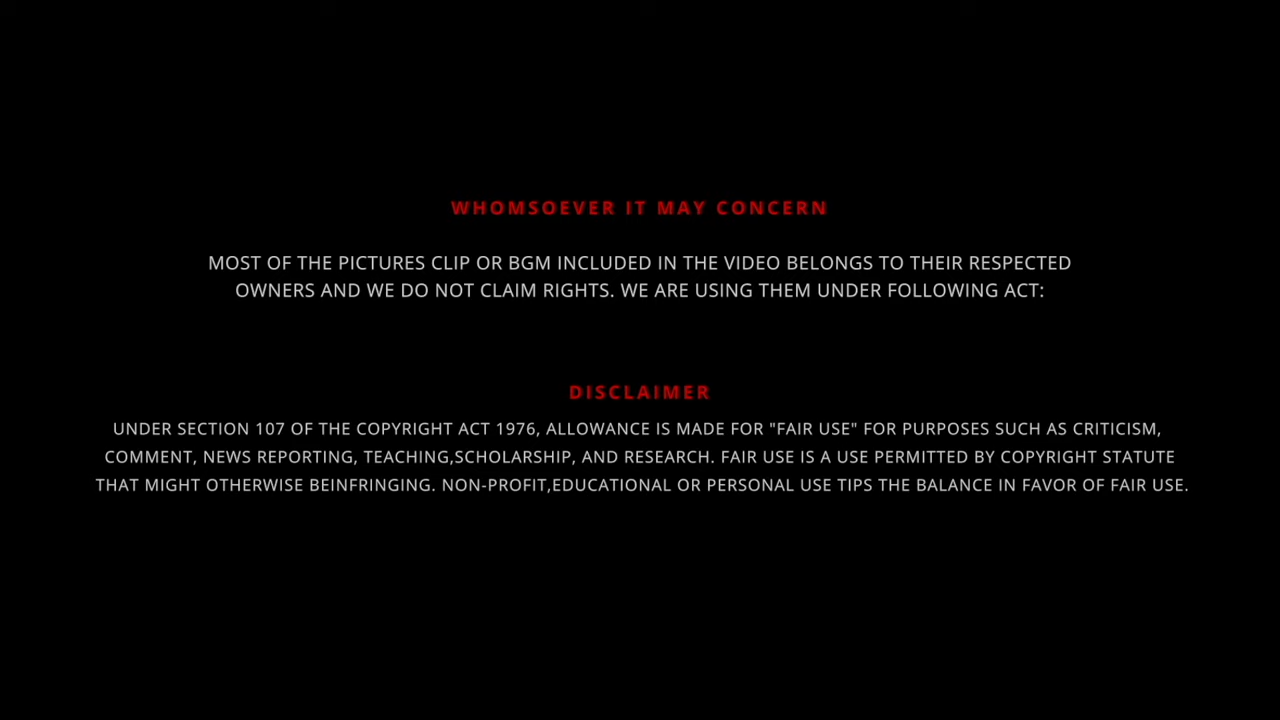 WHOMSOEVER IT MAY CONCERN
MOST OF THE PICTURES CLIP OR BGM INCLUDED IN THE VIDEO BELONGS TO THEIR RESPECTED
OWNERS AND WE DO NOT CLAIM RIGHTS. WE ARE USING THEM UNDER FOLLOWING ACT:
DISCLAIMER
UNDER SECTION 107 OF THE COPYRIGHT ACT 1976, ALLOWANCE IS MADE FOR "FAIR USE" FOR PURPOSES SUCH AS CRITICISM,
COMMENT, NEWS REPORTING, TEACHING,SCHOLARSHIP, AND RESEARCH. FAIR USE IS A USE PERMITTED BY COPYRIGHT STATUTE
THAT MIGHT OTHERWISE BEINFRINGING. NON-PROFIT,EDUCATIONAL OR PERSONAL USE TIPS THE BALANCE IN FAVOR OF FAIR USE.